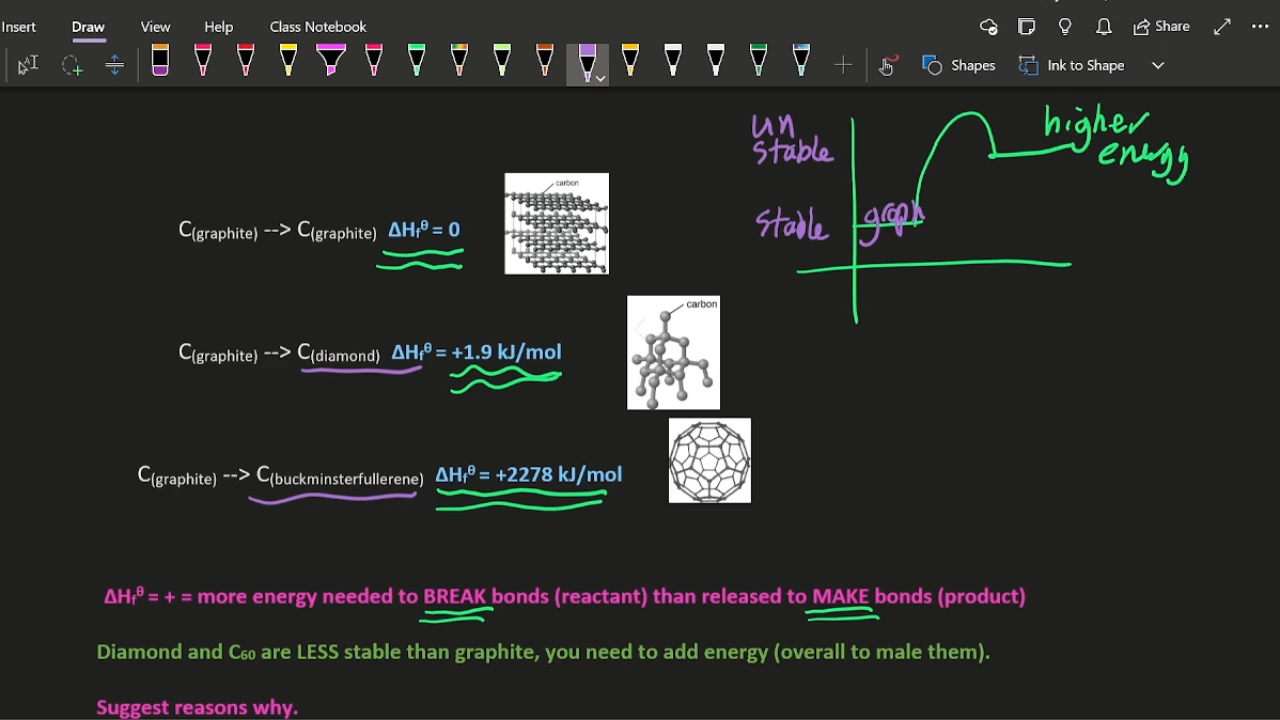 Insert Draw View Help Class Notebook Share
Shapes Ink to Shape
un
stable
higher
energy
carbon
C(graphite) --> C(graphite) ΔHfᶿ = 0
stable graph
carbon
C(graphite) --> C(diamond) ΔHfᶿ = +1.9 kJ/mol
C(graphite) --> C(buckminsterfullerene) ΔHfᶿ = +2278 kJ/mol
ΔHfᶿ = + = more energy needed to BREAK bonds (reactant) than released to MAKE bonds (product)
Diamond and C₆₀ are LESS stable than graphite, you need to add energy (overall to male them).
Suggest reasons why.